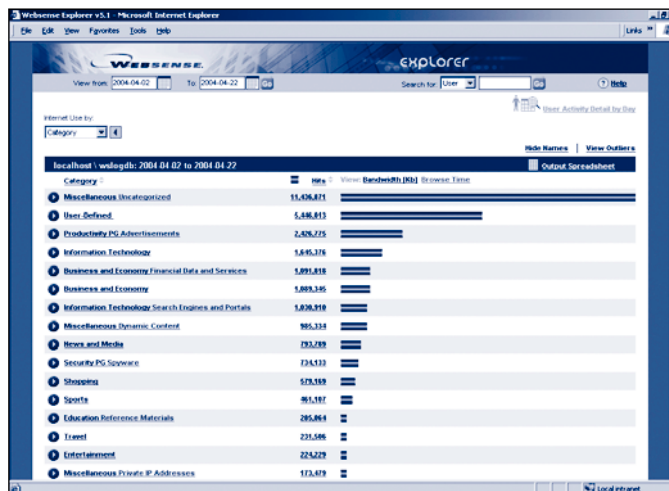 Websense Explorer v5.1 - Microsoft Internet Explorer
File Edit View Favorites Tools Help Links »
WEBSENSE. explorer
View from: 2004-04-02 To: 2004-04-22 Go Search for: User Go ? Help
User Activity Detail by Day
Internet Use by:
Category
Hide Names | View Outliers
localhost \ wslogdb: 2004-04-02 to 2004-04-22 Output Spreadsheet
Category Hits View: Bandwidth [Kb] Browse Time
Miscellaneous Uncategorized 11,436,871
User-Defined 5,446,013
Productivity PG Advertisements 2,426,775
Information Technology 1,645,376
Business and Economy Financial Data and Services 1,091,818
Business and Economy 1,089,345
Information Technology Search Engines and Portals 1,030,910
Miscellaneous Dynamic Content 985,334
News and Media 793,289
Security PG Spyware 734,133
Shopping 579,169
Sports 461,107
Education Reference Materials
Travel 231,506
Entertainment 224,229
Miscellaneous Private IP Addresses 173,479
Local intranet